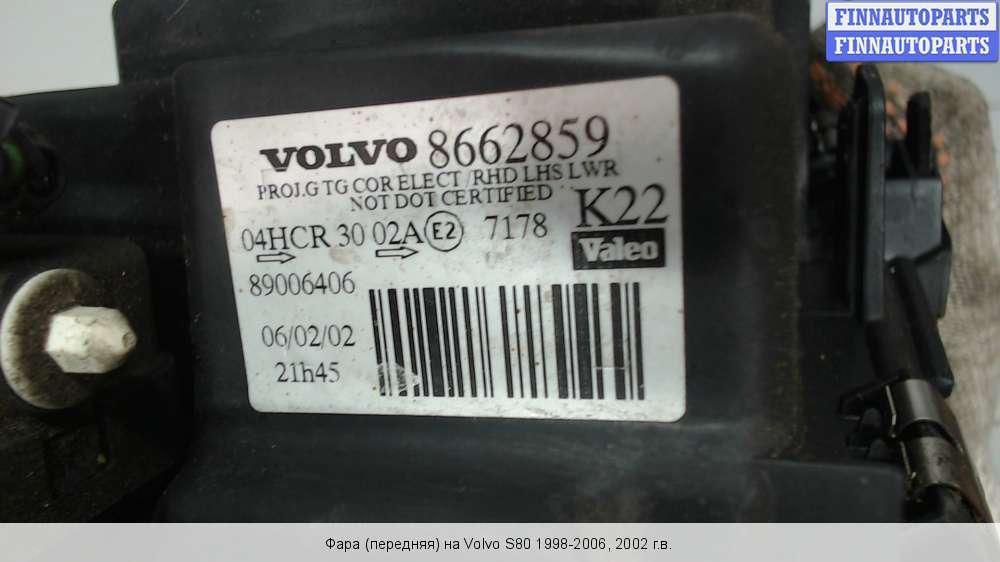 FINNAUTOPARTS
FINNAUTOPARTS
VOLVO 8662859
PROJ.G TG COR ELECT /RHD LHS LWR
NOT DOT CERTIFIED K22
04HCR 30 02A E2 7178
Valeo
89006406
06/02/02
21h45
Фара (передняя) на Volvo S80 1998-2006, 2002 г.в.